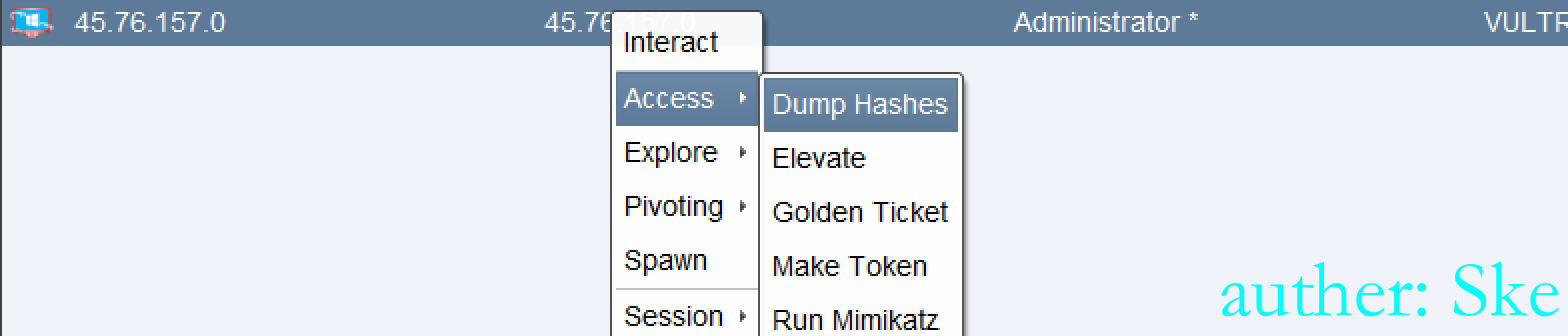 45.76.157.0 45.76.157.0 Administrator * VULTR
Interact
Access
Dump Hashes
Explore
Elevate
Pivoting
Golden Ticket
Spawn
Make Token
Session
Run Mimikatz
auther: Ske